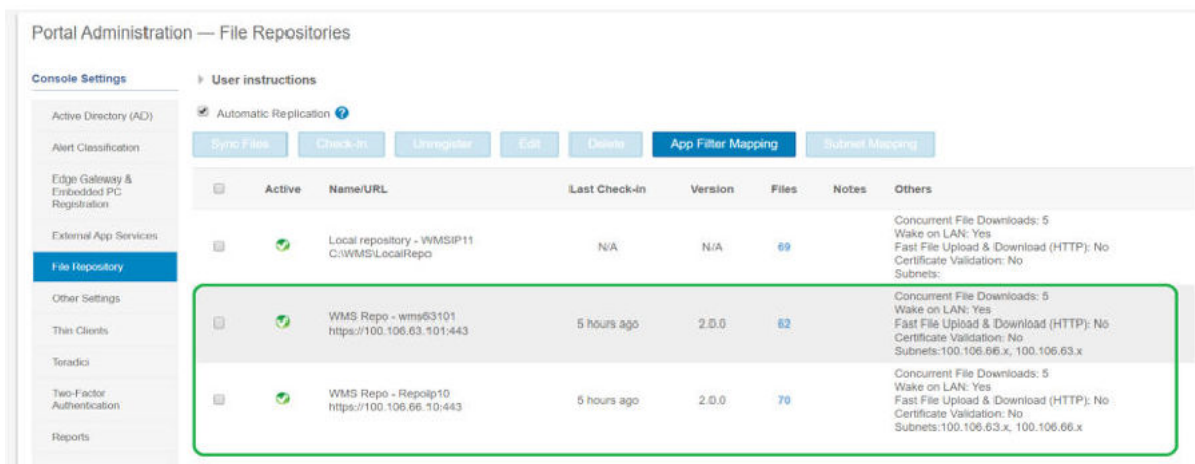 Portal Administration — File Repositories
Console Settings
Active Directory (AD)
Alert Classification
Edge Gateway &
Embedded PC
Registration
External App Services
File Repository
Other Settings
Thin Clients
Teradici
Two-Factor
Authentication
Reports
User instructions
Automatic Replication ?
Sync Files Check-In Unregister Edit Delete App Filter Mapping Subnet Mapping
Active Name/URL Last Check-in Version Files Notes Others
Local repository - WMSIP11
C:\WMS\LocalRepo
N/A N/A 69
Concurrent File Downloads: 5
Wake on LAN: Yes
Fast File Upload & Download (HTTP): No
Certificate Validation: No
Subnets:
WMS Repo - wms63101
https://100.106.63.101:443
5 hours ago 2.0.0 62
Concurrent File Downloads: 5
Wake on LAN: Yes
Fast File Upload & Download (HTTP): No
Certificate Validation: No
Subnets:100.106.66.x, 100.106.63.x
WMS Repo - RepoIp10
https://100.106.66.10:443
5 hours ago 2.0.0 70
Concurrent File Downloads: 5
Wake on LAN: Yes
Fast File Upload & Download (HTTP): No
Certificate Validation: No
Subnets:100.106.63.x, 100.106.66.x